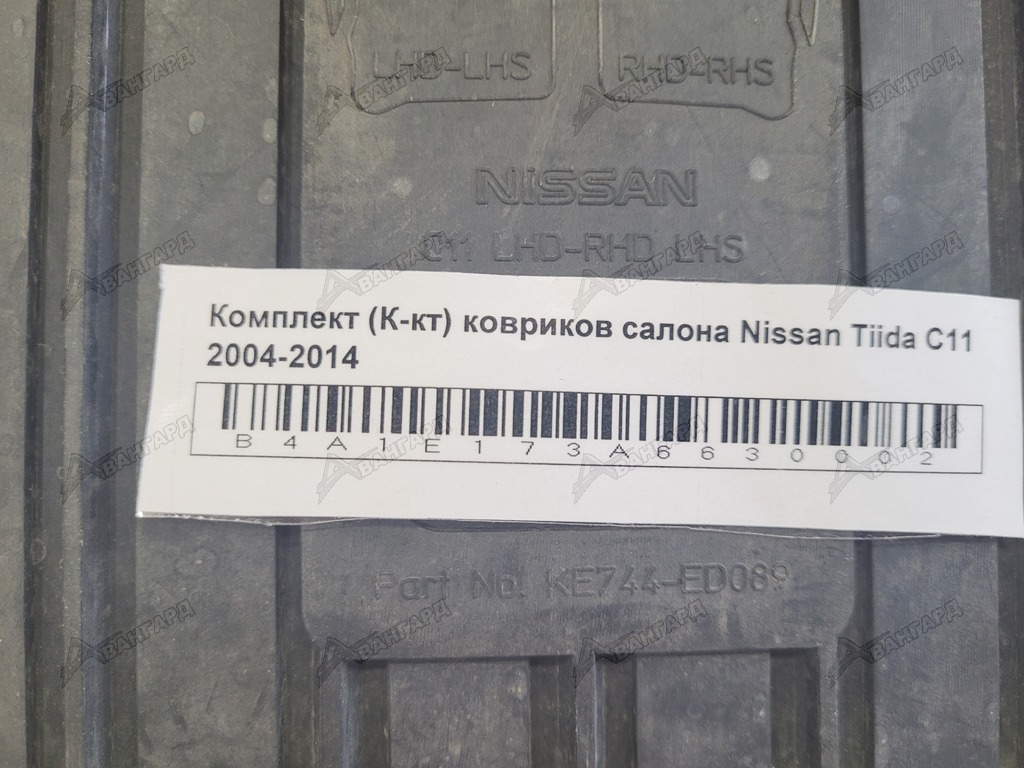 LHD-LHS RHD-RHS
NISSAN
C11 LHD-RHD LHS
Комплект (К-кт) ковриков салона Nissan Tiida C11
2004-2014
B4A1E173A6630002
Part No. KE744-ED089
АВАНГАРД